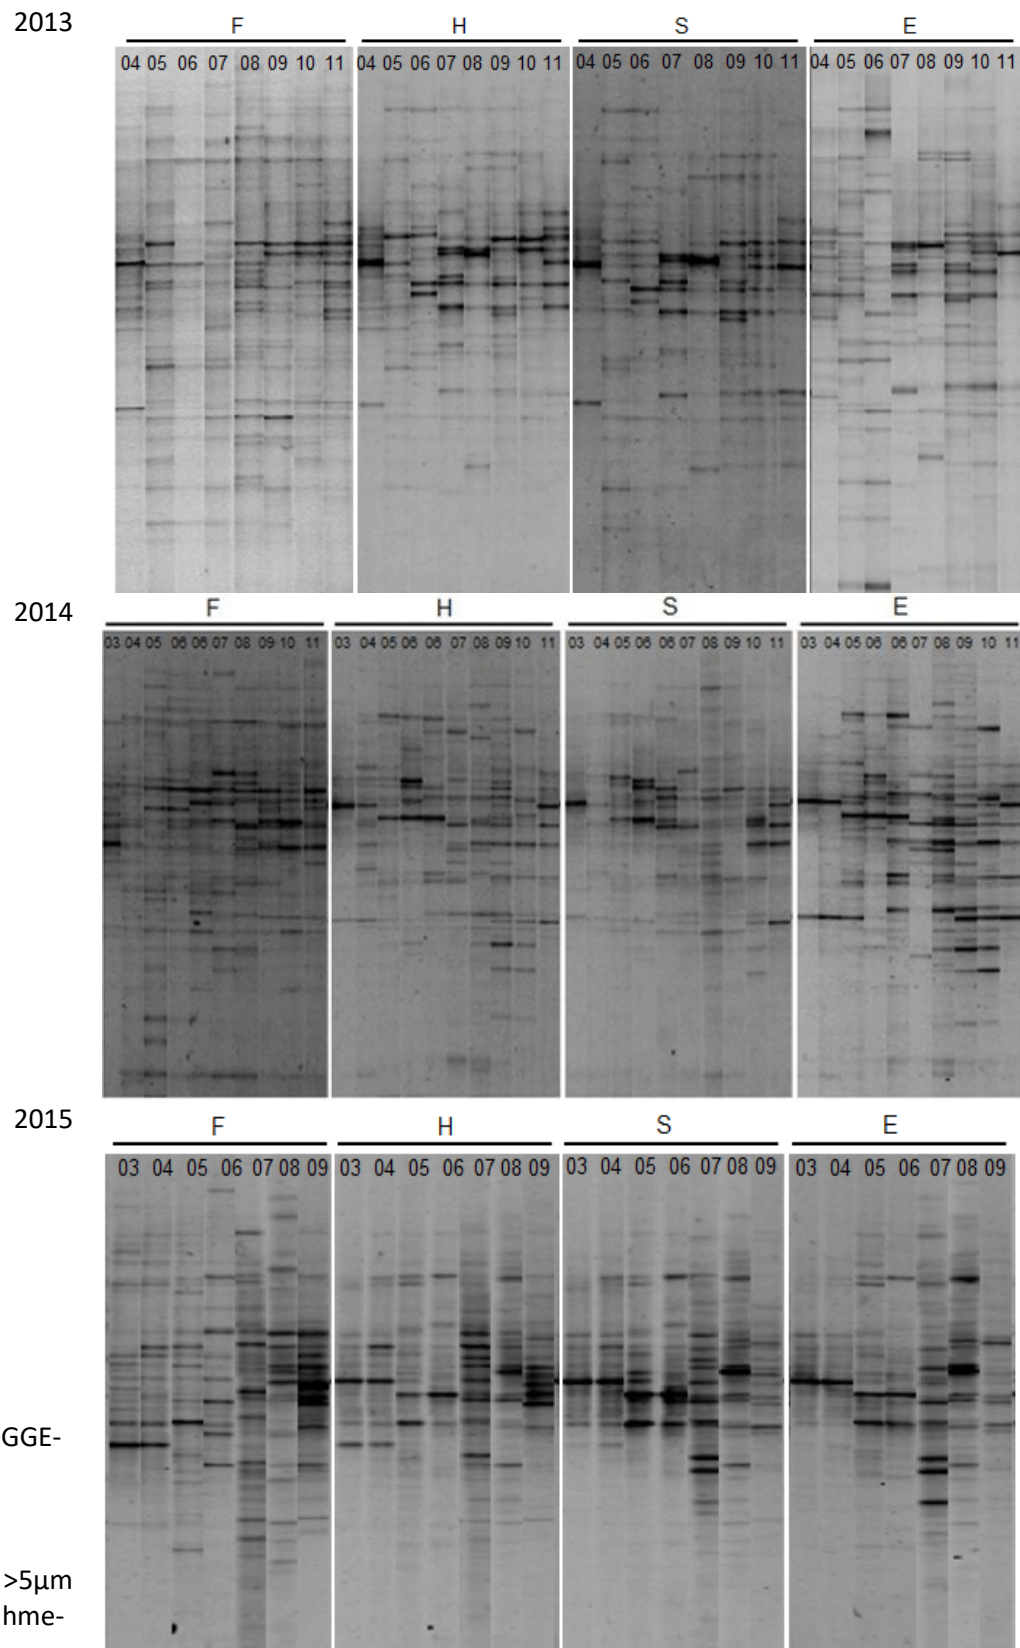 2013
F H S E
04 05 06 07 08 09 10 11 04 05 06 07 08 09 10 11 04 05 06 07 08 09 10 11 04 05 06 07 08 09 10 11
2014
F H S E
03 04 05 06 06 07 08 09 10 11 03 04 05 06 06 07 08 09 10 11 03 04 05 06 06 07 08 09 10 11 03 04 05 06 06 07 08 09 10 11
2015
F H S E
03 04 05 06 07 08 09 03 04 05 06 07 08 09 03 04 05 06 07 08 09 03 04 05 06 07 08 09
GGE-
>5µm
hme-